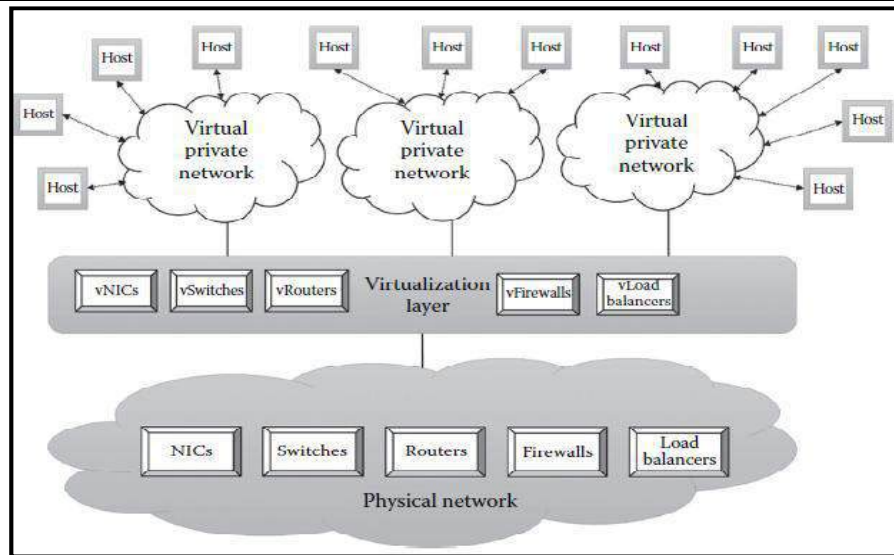 Host
Host
Host
Host
Host
Host
Host
Host
Host
Host
Host
Host
Host
Virtual
private
network
Virtual
private
network
Virtual
private
network
vNICs
vSwitches
vRouters
Virtualization
layer
vFirewalls
vLoad
balancers
NICs
Switches
Routers
Firewalls
Load
balancers
Physical network